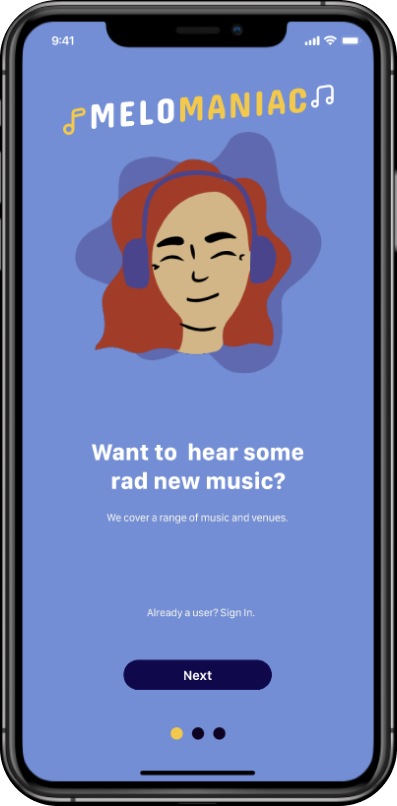 9:41
MELOMANIAC
Want to  hear some
rad new music?
We cover a range of music and venues.
Already a user? Sign In.
Next